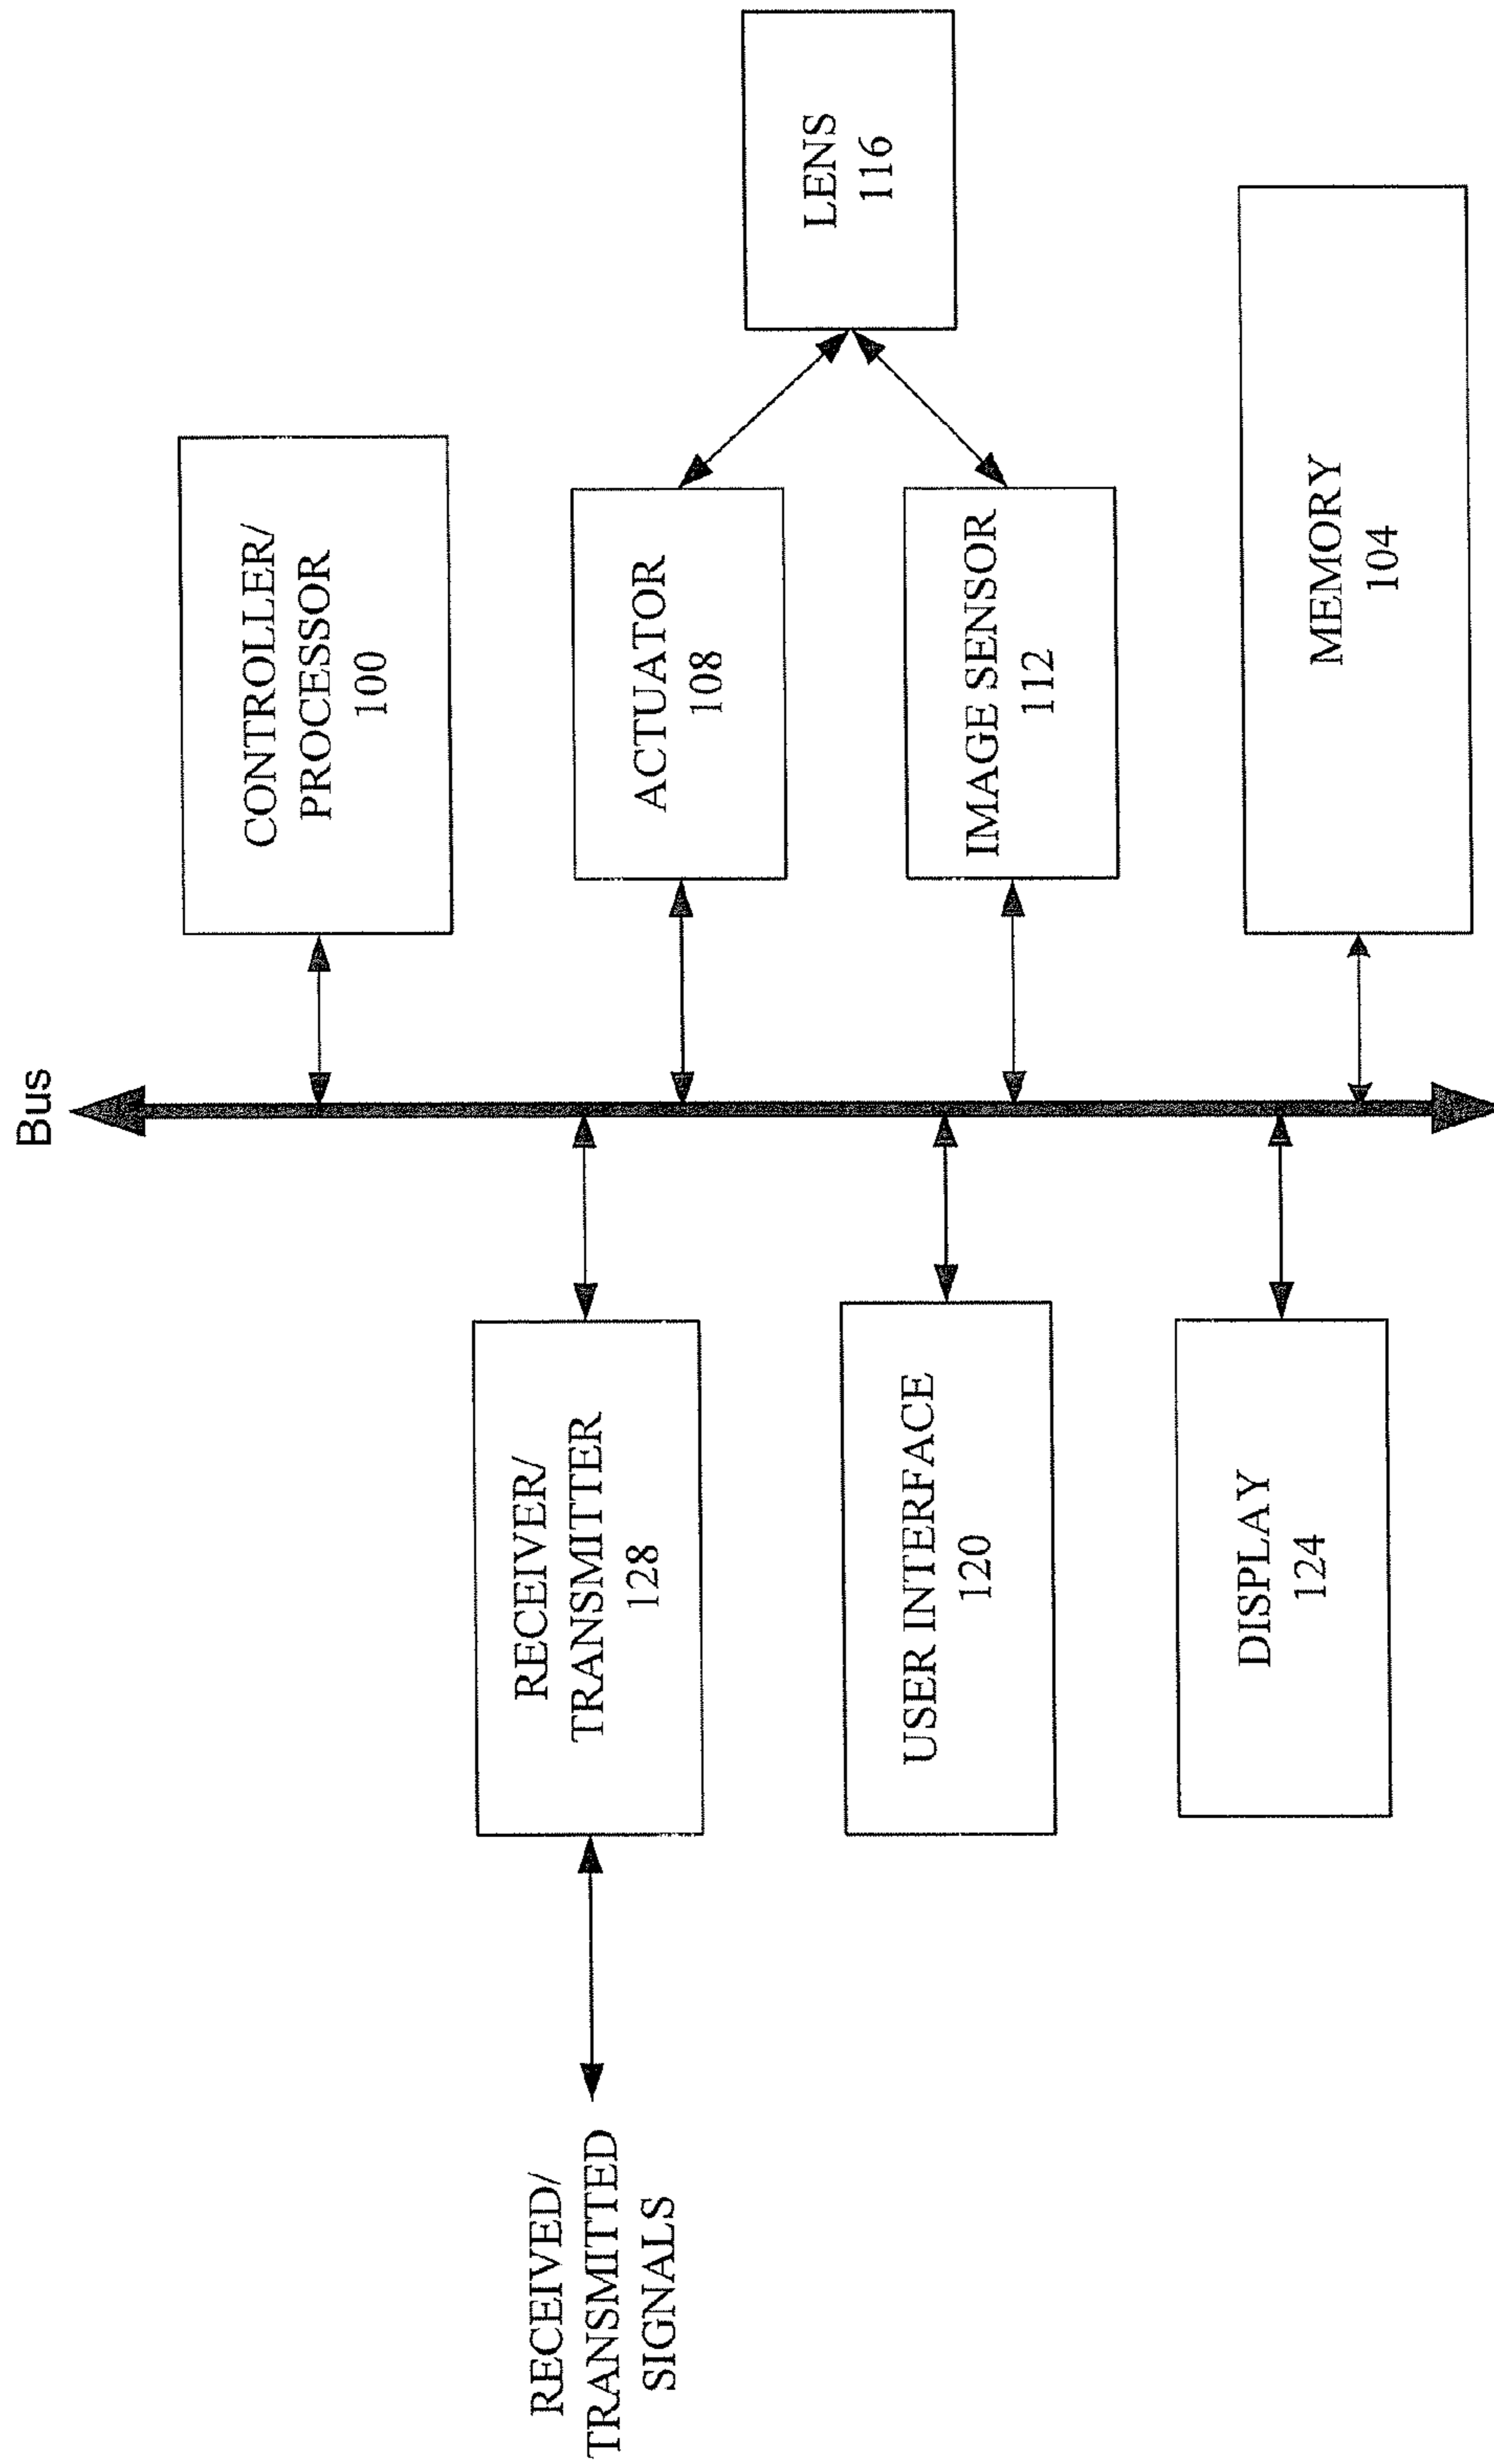 Bus
CONTROLLER/
PROCESSOR
100
RECEIVED/
TRANSMITTED
SIGNALS
RECEIVER/
TRANSMITTER
128
ACTUATOR
108
LENS
116
USER INTERFACE
120
IMAGE SENSOR
112
DISPLAY
124
MEMORY
104